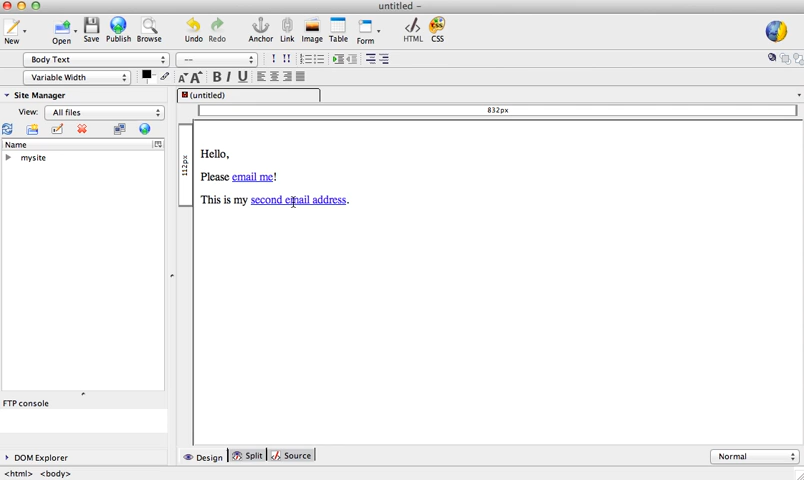 untitled –
New
Open
Save
Publish
Browse
Undo
Redo
Anchor
Link
Image
Table
Form
HTML
CSS
Body Text
--
! !!
Variable Width
A A B I U
Site Manager
(untitled)
View: All files
832px
Name
mysite
112px
Hello,
Please email me!
This is my second email address.
FTP console
DOM Explorer
Design
Split
Source
Normal
<html> <body>